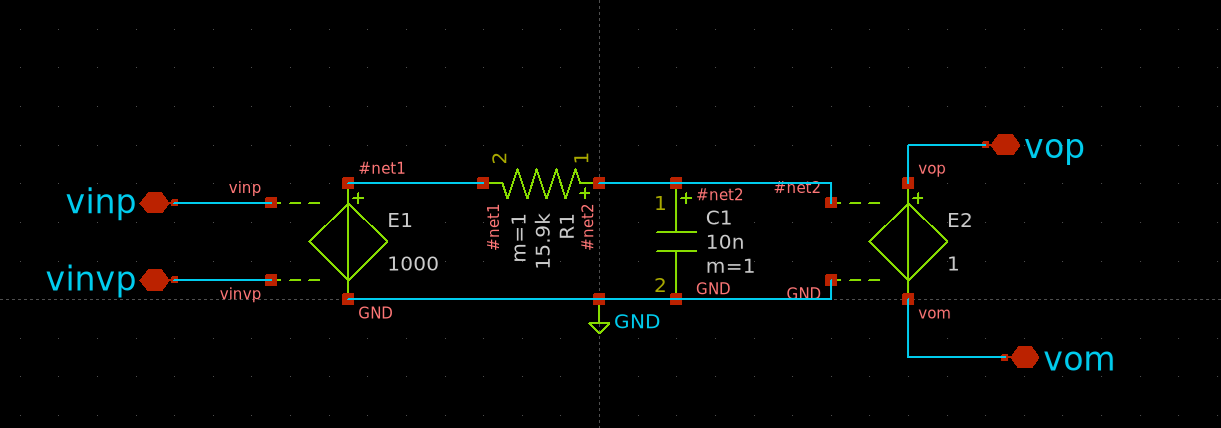 vinp
vinp
vinvp
vinvp
#net1
E1
1000
GND
2
1
#net1
m=1
15.9k
R1
#net2
GND
1
#net2
C1
10n
m=1
2
GND
#net2
GND
E2
1
vop
vop
vom
vom